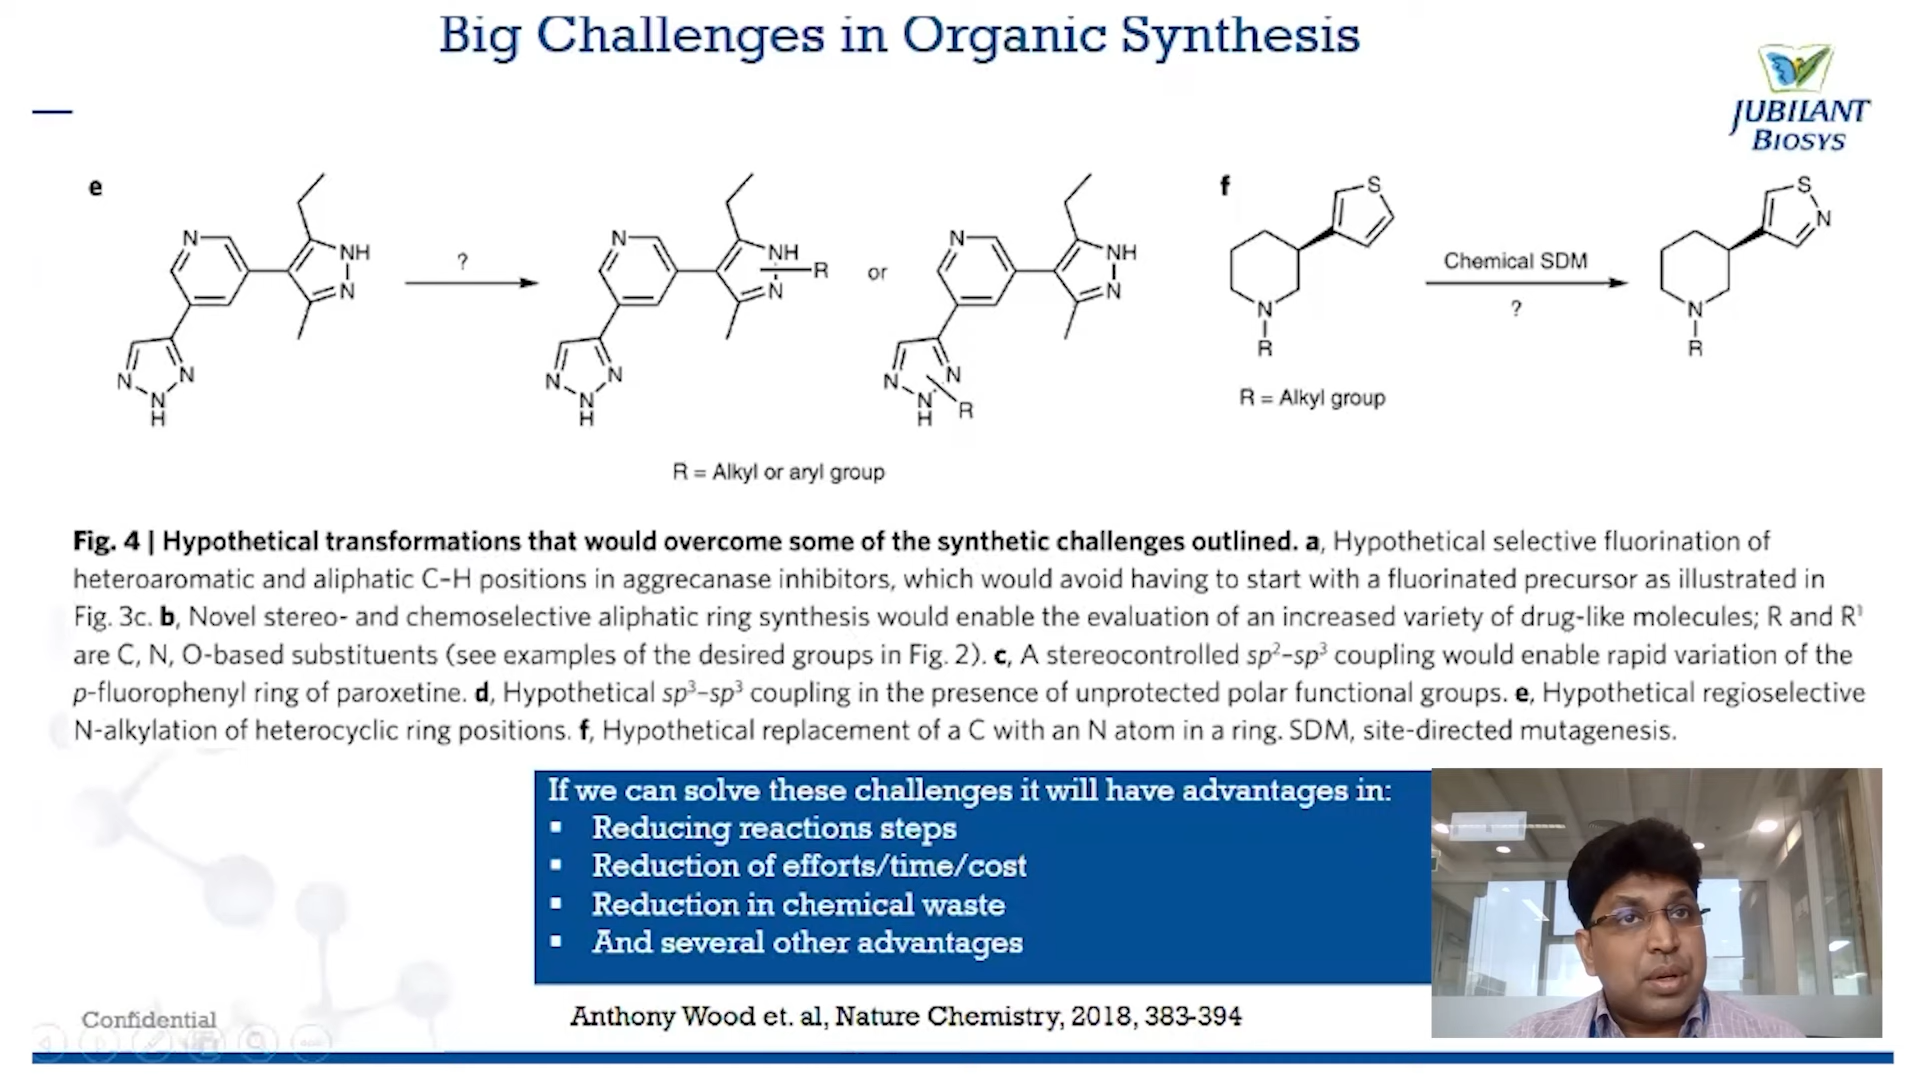 Big Challenges in Organic Synthesis
JUBILANT
BIOSYS
e
N
NH
N
N
N
N
H
?
N
NH
R
N
N
N
N
H
or
N
NH
N
N
N
N
H
R
R = Alkyl or aryl group
f
S
N
R
R = Alkyl group
Chemical SDM
?
S
N
N
R
Fig. 4 | Hypothetical transformations that would overcome some of the synthetic challenges outlined. a, Hypothetical selective fluorination of
heteroaromatic and aliphatic C–H positions in aggrecanase inhibitors, which would avoid having to start with a fluorinated precursor as illustrated in
Fig. 3c. b, Novel stereo- and chemoselective aliphatic ring synthesis would enable the evaluation of an increased variety of drug-like molecules; R and R¹
are C, N, O-based substituents (see examples of the desired groups in Fig. 2). c, A stereocontrolled sp²–sp³ coupling would enable rapid variation of the
p-fluorophenyl ring of paroxetine. d, Hypothetical sp³–sp³ coupling in the presence of unprotected polar functional groups. e, Hypothetical regioselective
N-alkylation of heterocyclic ring positions. f, Hypothetical replacement of a C with an N atom in a ring. SDM, site-directed mutagenesis.
If we can solve these challenges it will have advantages in:
▪ Reducing reactions steps
▪ Reduction of efforts/time/cost
▪ Reduction in chemical waste
▪ And several other advantages
Confidential
Anthony Wood et. al, Nature Chemistry, 2018, 383-394